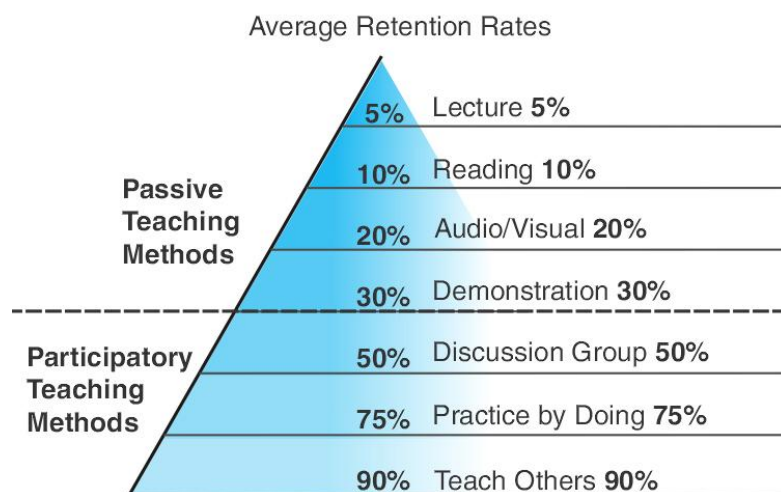 Average Retention Rates
5% Lecture 5%
10% Reading 10%
Passive
Teaching
Methods
20% Audio/Visual 20%
30% Demonstration 30%
Participatory
Teaching
Methods
50% Discussion Group 50%
75% Practice by Doing 75%
90% Teach Others 90%